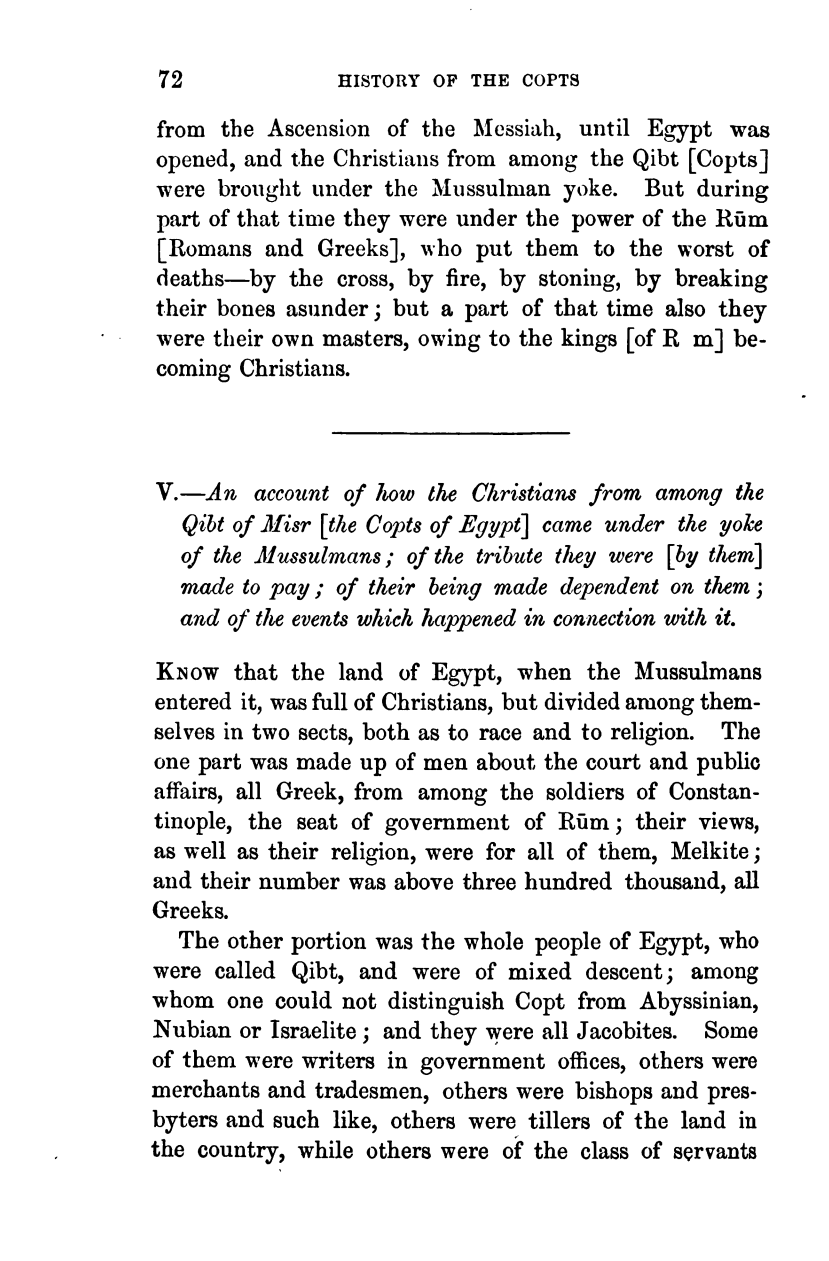 72 HISTORY OF THE COPTS
from the Ascension of the Messiah, until Egypt was
opened, and the Christians from among the Qibt [Copts]
were brought under the Mussulman yoke. But during
part of that time they were under the power of the Rūm
[Romans and Greeks], who put them to the worst of
deaths—by the cross, by fire, by stoning, by breaking
their bones asunder; but a part of that time also they
were their own masters, owing to the kings [of R m] be-
coming Christians.
V.—An account of how the Christians from among the
Qibt of Misr [the Copts of Egypt] came under the yoke
of the Mussulmans; of the tribute they were [by them]
made to pay; of their being made dependent on them;
and of the events which happened in connection with it.
KNOW that the land of Egypt, when the Mussulmans
entered it, was full of Christians, but divided among them-
selves in two sects, both as to race and to religion. The
one part was made up of men about the court and public
affairs, all Greek, from among the soldiers of Constan-
tinople, the seat of government of Rūm; their views,
as well as their religion, were for all of them, Melkite;
and their number was above three hundred thousand, all
Greeks.
The other portion was the whole people of Egypt, who
were called Qibt, and were of mixed descent; among
whom one could not distinguish Copt from Abyssinian,
Nubian or Israelite; and they were all Jacobites. Some
of them were writers in government offices, others were
merchants and tradesmen, others were bishops and pres-
byters and such like, others were tillers of the land in
the country, while others were of the class of servants